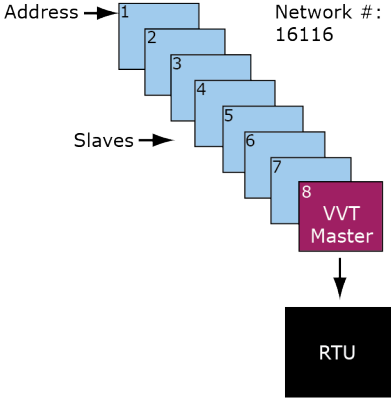 Address
Network #:
16116
1
2
3
4
5
Slaves
6
7
8
VVT
Master
RTU